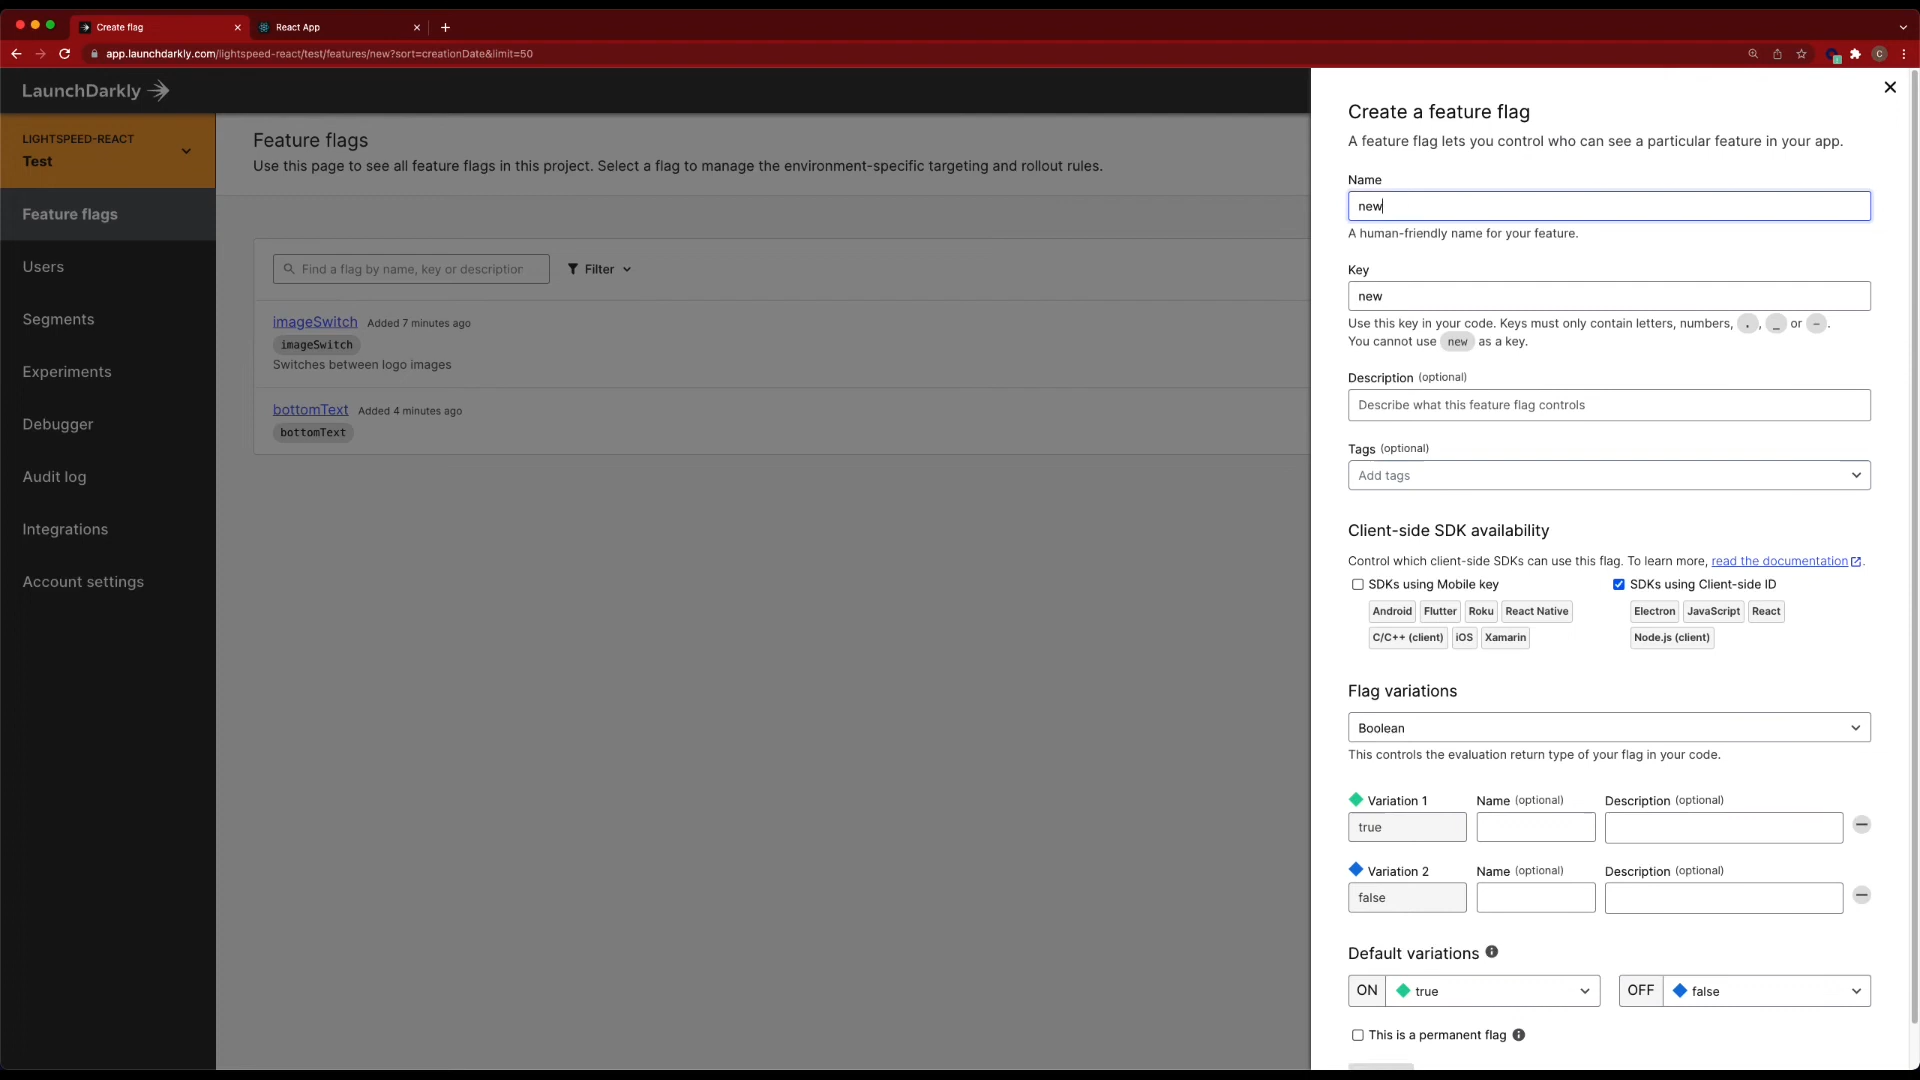 Create flag
React App
app.launchdarkly.com/lightspeed-react/test/features/new?sort=creationDate&limit=50
C
LaunchDarkly
LIGHTSPEED-REACT
Test
Feature flags
Users
Segments
Experiments
Debugger
Audit log
Integrations
Account settings
Feature flags
Use this page to see all feature flags in this project. Select a flag to manage the environment-specific targeting and rollout rules.
Find a flag by name, key or description
Filter
imageSwitch Added 7 minutes ago
imageSwitch
Switches between logo images
bottomText Added 4 minutes ago
bottomText
Create a feature flag
A feature flag lets you control who can see a particular feature in your app.
Name
new
A human-friendly name for your feature.
Key
new
Use this key in your code. Keys must only contain letters, numbers, . , _ or - .
You cannot use new as a key.
Description (optional)
Describe what this feature flag controls
Tags (optional)
Add tags
Client-side SDK availability
Control which client-side SDKs can use this flag. To learn more, read the documentation .
SDKs using Mobile key
Android Flutter Roku React Native
C/C++ (client) iOS Xamarin
SDKs using Client-side ID
Electron JavaScript React
Node.js (client)
Flag variations
Boolean
This controls the evaluation return type of your flag in your code.
Variation 1 Name (optional) Description (optional)
true
Variation 2 Name (optional) Description (optional)
false
Default variations
ON true OFF false
This is a permanent flag